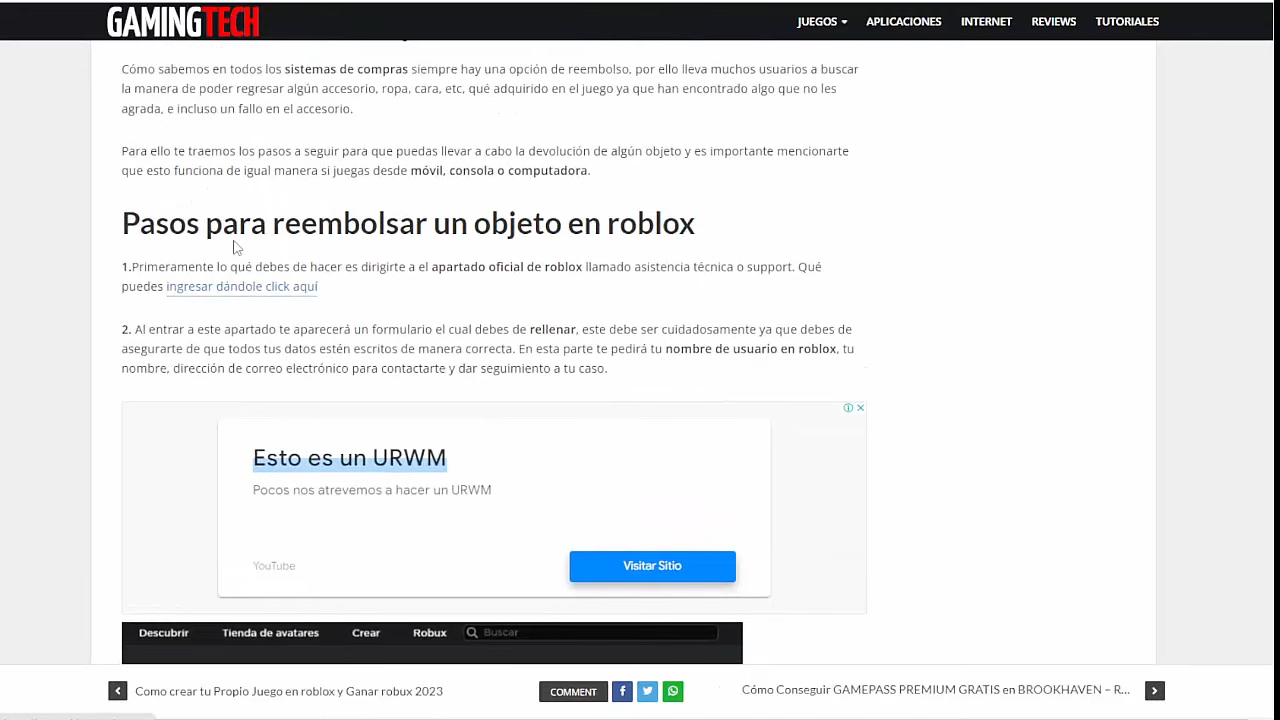 GAMINGTECH
JUEGOS APLICACIONES INTERNET REVIEWS TUTORIALES
Cómo sabemos en todos los sistemas de compras siempre hay una opción de reembolso, por ello lleva muchos usuarios a buscar
la manera de poder regresar algún accesorio, ropa, cara, etc, qué adquirido en el juego ya que han encontrado algo que no les
agrada, e incluso un fallo en el accesorio.
Para ello te traemos los pasos a seguir para que puedas llevar a cabo la devolución de algún objeto y es importante mencionarte
que esto funciona de igual manera si juegas desde móvil, consola o computadora.
Pasos para reembolsar un objeto en roblox
1.Primeramente lo qué debes de hacer es dirigirte a el apartado oficial de roblox llamado asistencia técnica o support. Qué
puedes ingresar dándole click aquí
2. Al entrar a este apartado te aparecerá un formulario el cual debes de rellenar, este debe ser cuidadosamente ya que debes de
asegurarte de que todos tus datos estén escritos de manera correcta. En esta parte te pedirá tu nombre de usuario en roblox, tu
nombre, dirección de correo electrónico para contactarte y dar seguimiento a tu caso.
Esto es un URWM
Pocos nos atrevemos a hacer un URWM
YouTube
Visitar Sitio
Descubrir Tienda de avatares Crear Robux Buscar
Como crear tu Propio Juego en roblox y Ganar robux 2023
COMMENT
Cómo Conseguir GAMEPASS PREMIUM GRATIS en BROOKHAVEN – R...